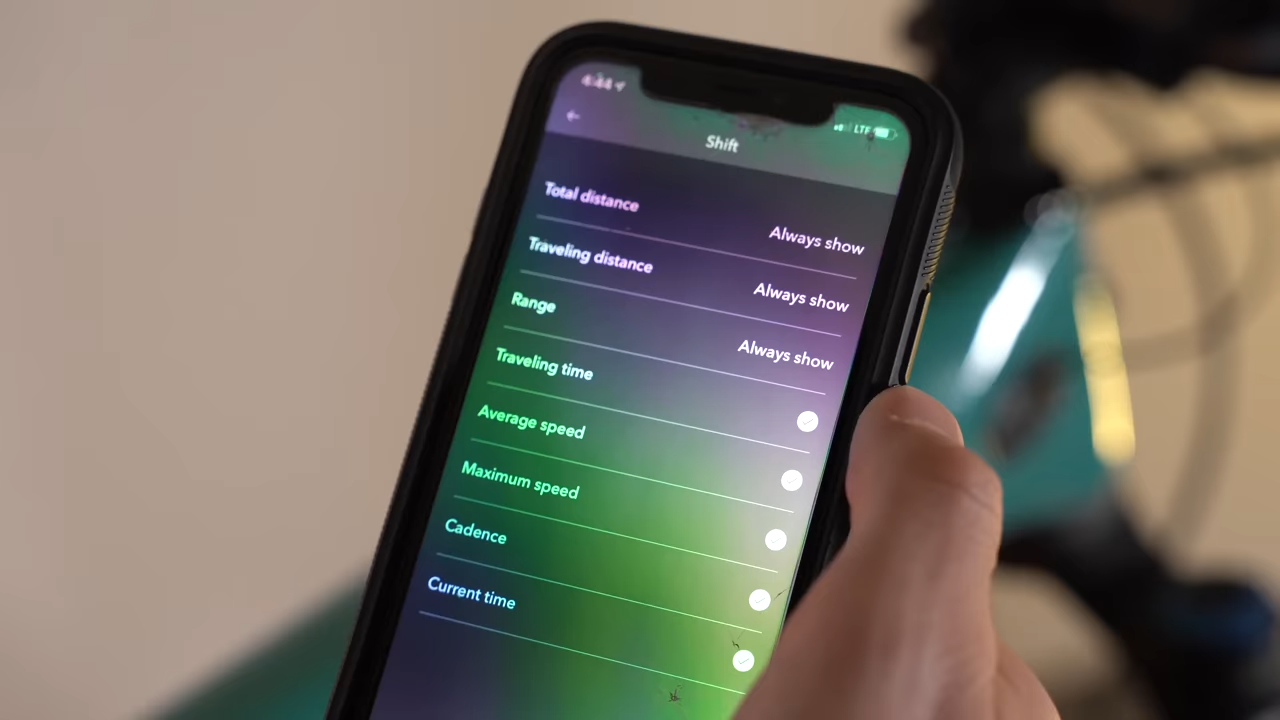 4:44
LTE
Shift
Total distance
Always show
Traveling distance
Always show
Range
Always show
Traveling time
Average speed
Maximum speed
Cadence
Current time